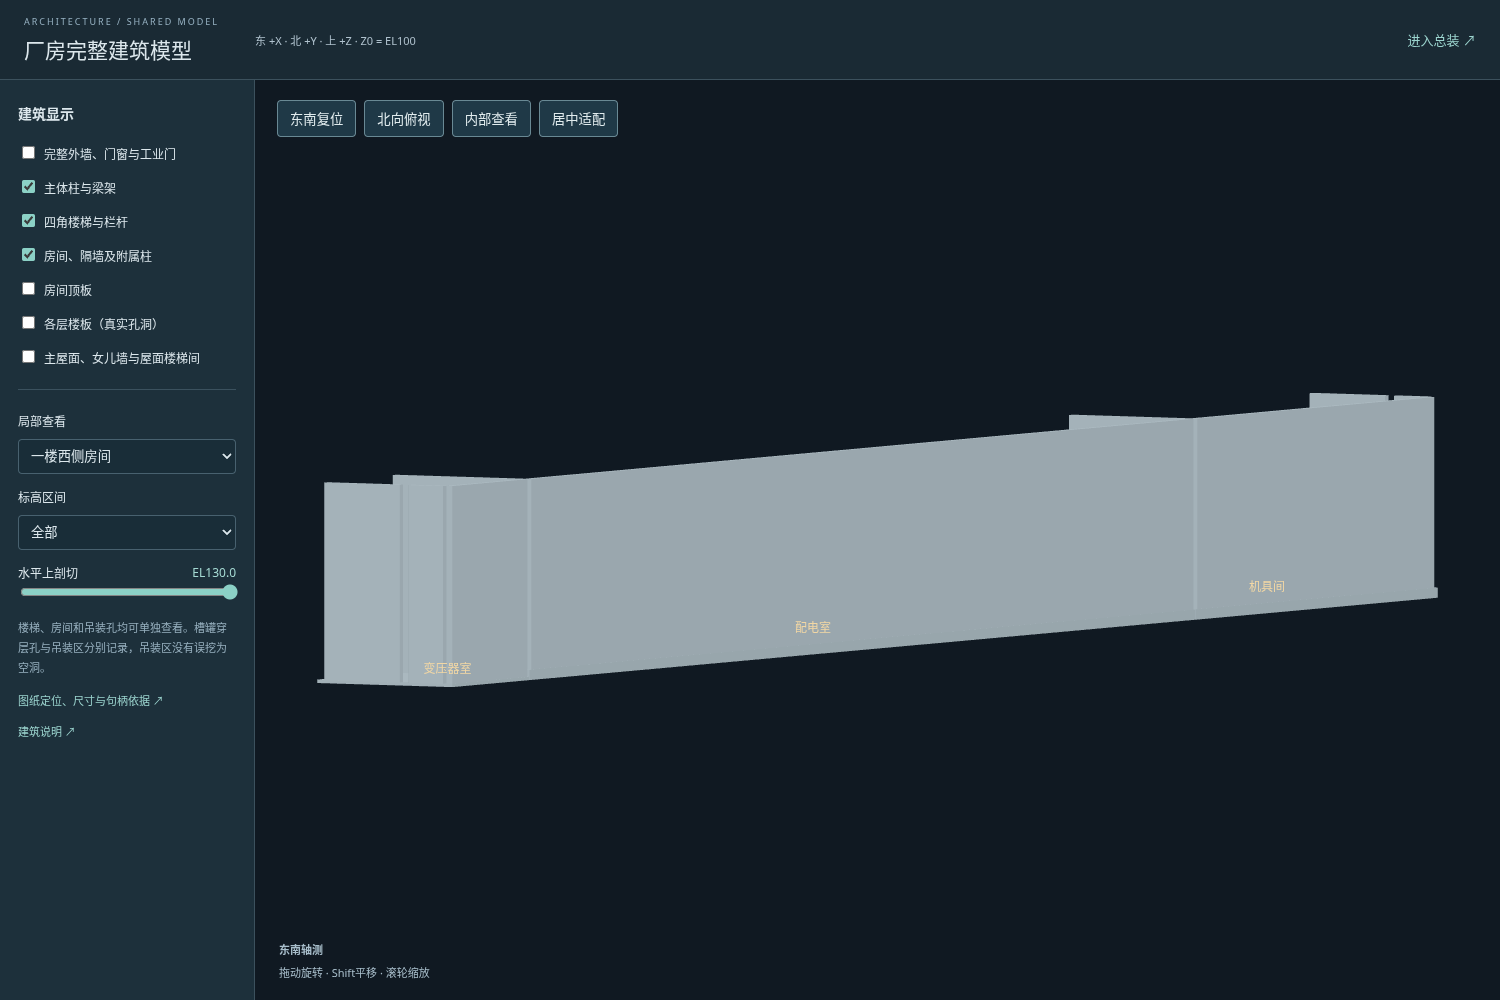 ARCHITECTURE / SHARED MODEL
厂房完整建筑模型
东 +X · 北 +Y · 上 +Z · Z0 = EL100
进入总装 ↗
建筑显示
完整外墙、门窗与工业门
主体柱与梁架
四角楼梯与栏杆
房间、隔墙及附属柱
房间顶板
各层楼板（真实孔洞）
主屋面、女儿墙与屋面楼梯间
局部查看
一楼西侧房间
标高区间
全部
水平上剖切 EL130.0
楼梯、房间和吊装孔均可单独查看。槽罐穿
层孔与吊装区分别记录，吊装区没有误挖为
空洞。
图纸定位、尺寸与句柄依据 ↗
建筑说明 ↗
东南复位 北向俯视 内部查看 居中适配
机具间
配电室
变压器室
东南轴测
拖动旋转 · Shift平移 · 滚轮缩放